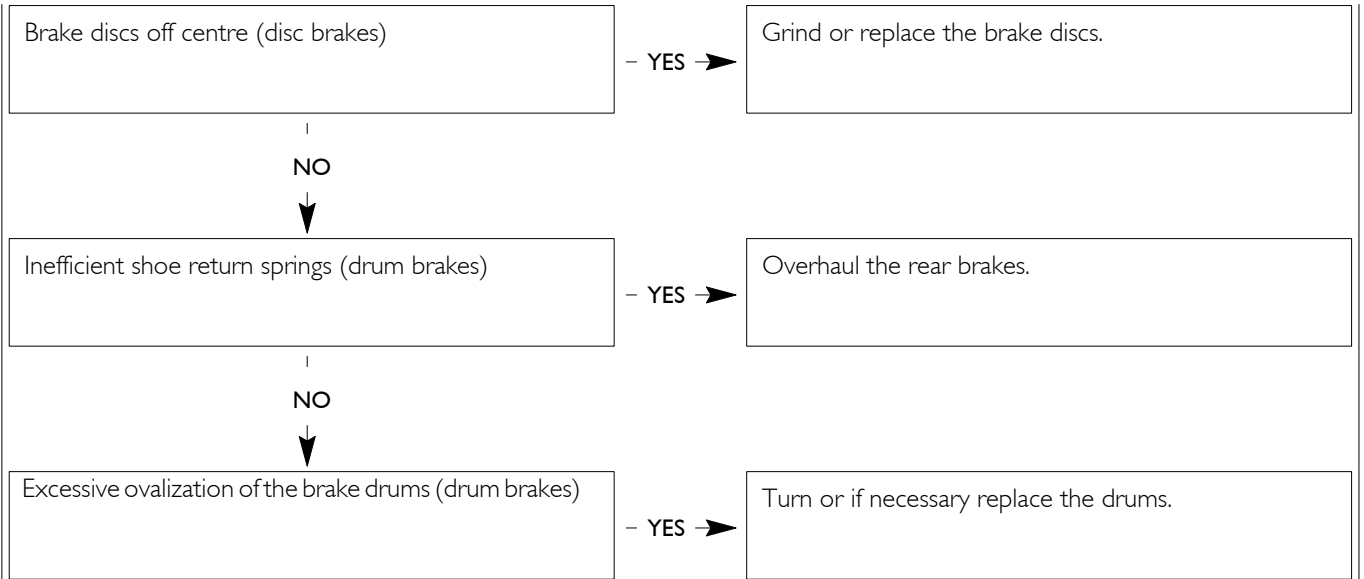 Brake discs off centre (disc brakes)
– YES
Grind or replace the brake discs.
NO
Inefficient shoe return springs (drum brakes)
– YES
Overhaul the rear brakes.
NO
Excessive ovalization of the brake drums (drum brakes)
– YES
Turn or if necessary replace the drums.